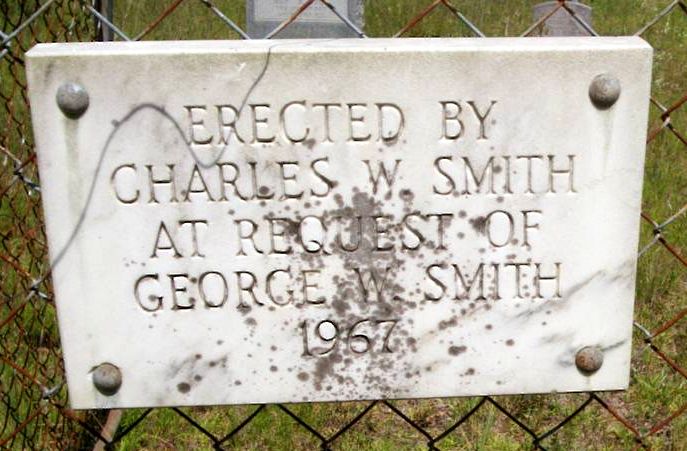 ERECTED BY
CHARLES W SMITH
AT REQUEST OF
GEORGE W. SMITH
1967